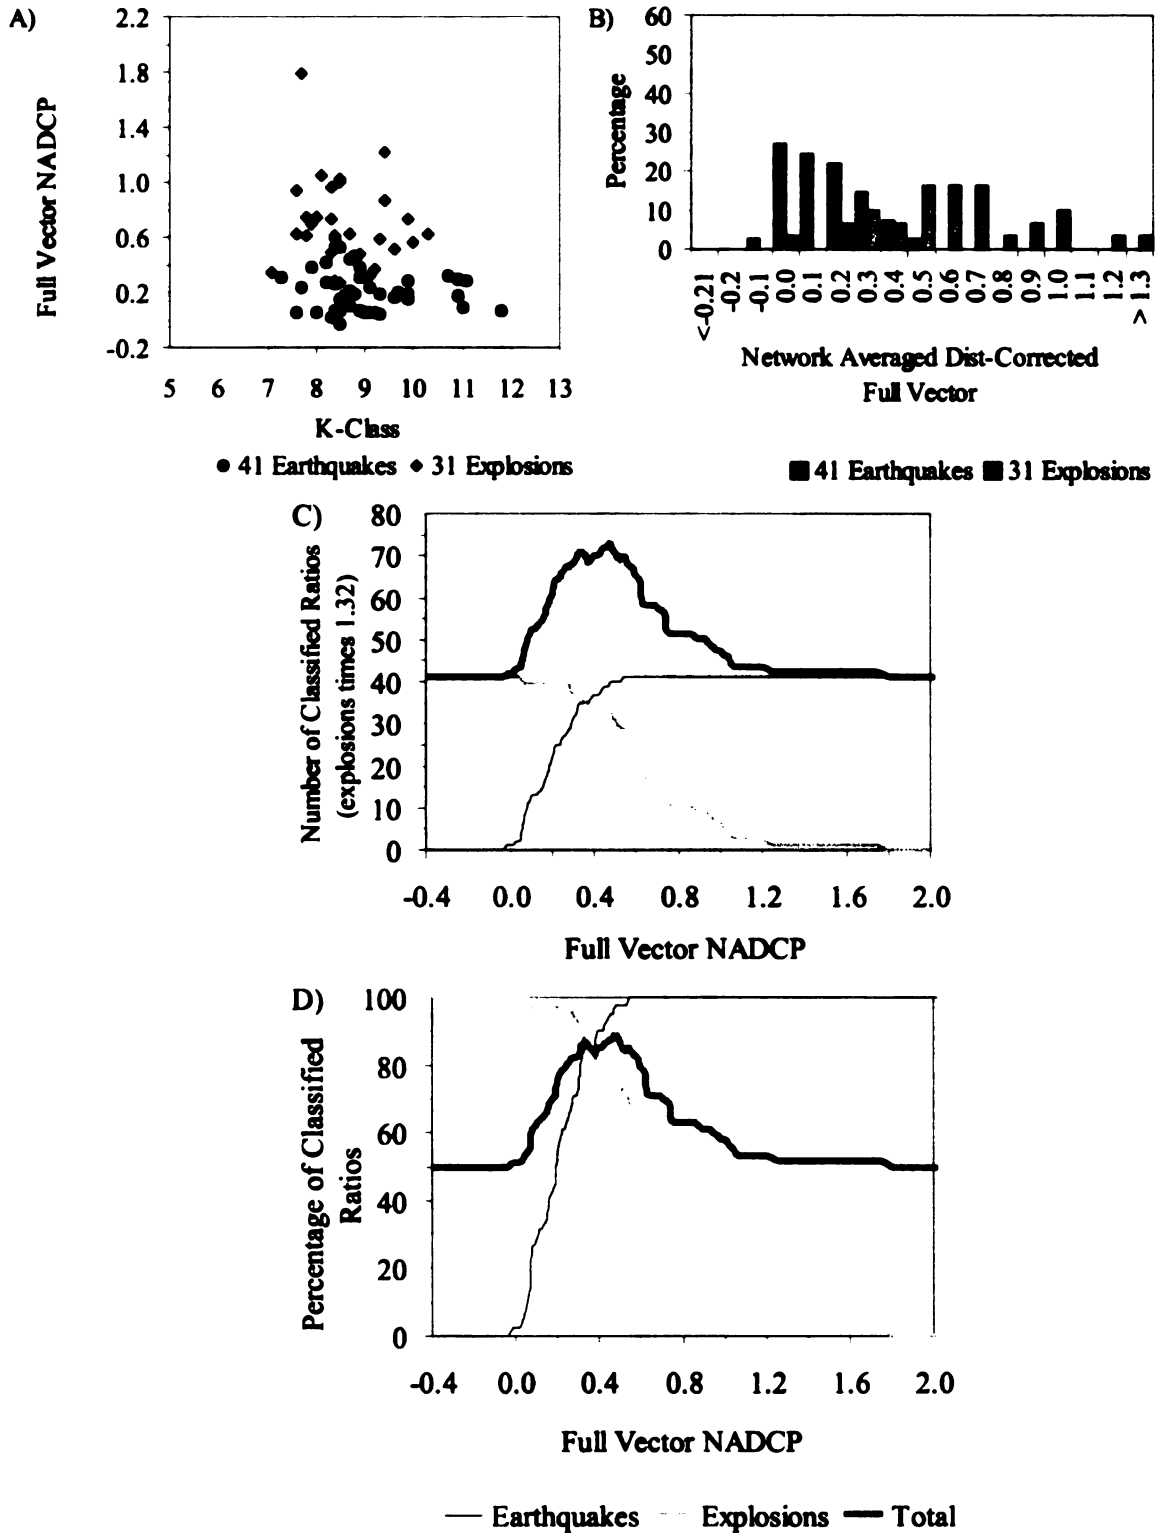 A)
Full Vector NADCP
2.2
1.8
1.4
1.0
0.6
0.2
-0.2
5 6 7 8 9 10 11 12 13
K-Class
41 Earthquakes 31 Explosions
B)
Percentage
60
50
40
30
20
10
0
<-0.21 -0.2 -0.1 0.0 0.1 0.2 0.3 0.4 0.5 0.6 0.7 0.8 0.9 1.0 1.1 1.2 > 1.3
Network Averaged Dist-Corrected
Full Vector
41 Earthquakes 31 Explosions
C)
Number of Classified Ratios
(explosions times 1.32)
80
70
60
50
40
30
20
10
0
-0.4 0.0 0.4 0.8 1.2 1.6 2.0
Full Vector NADCP
D)
Percentage of Classified
Ratios
100
80
60
40
20
0
-0.4 0.0 0.4 0.8 1.2 1.6 2.0
Full Vector NADCP
Earthquakes Explosions Total